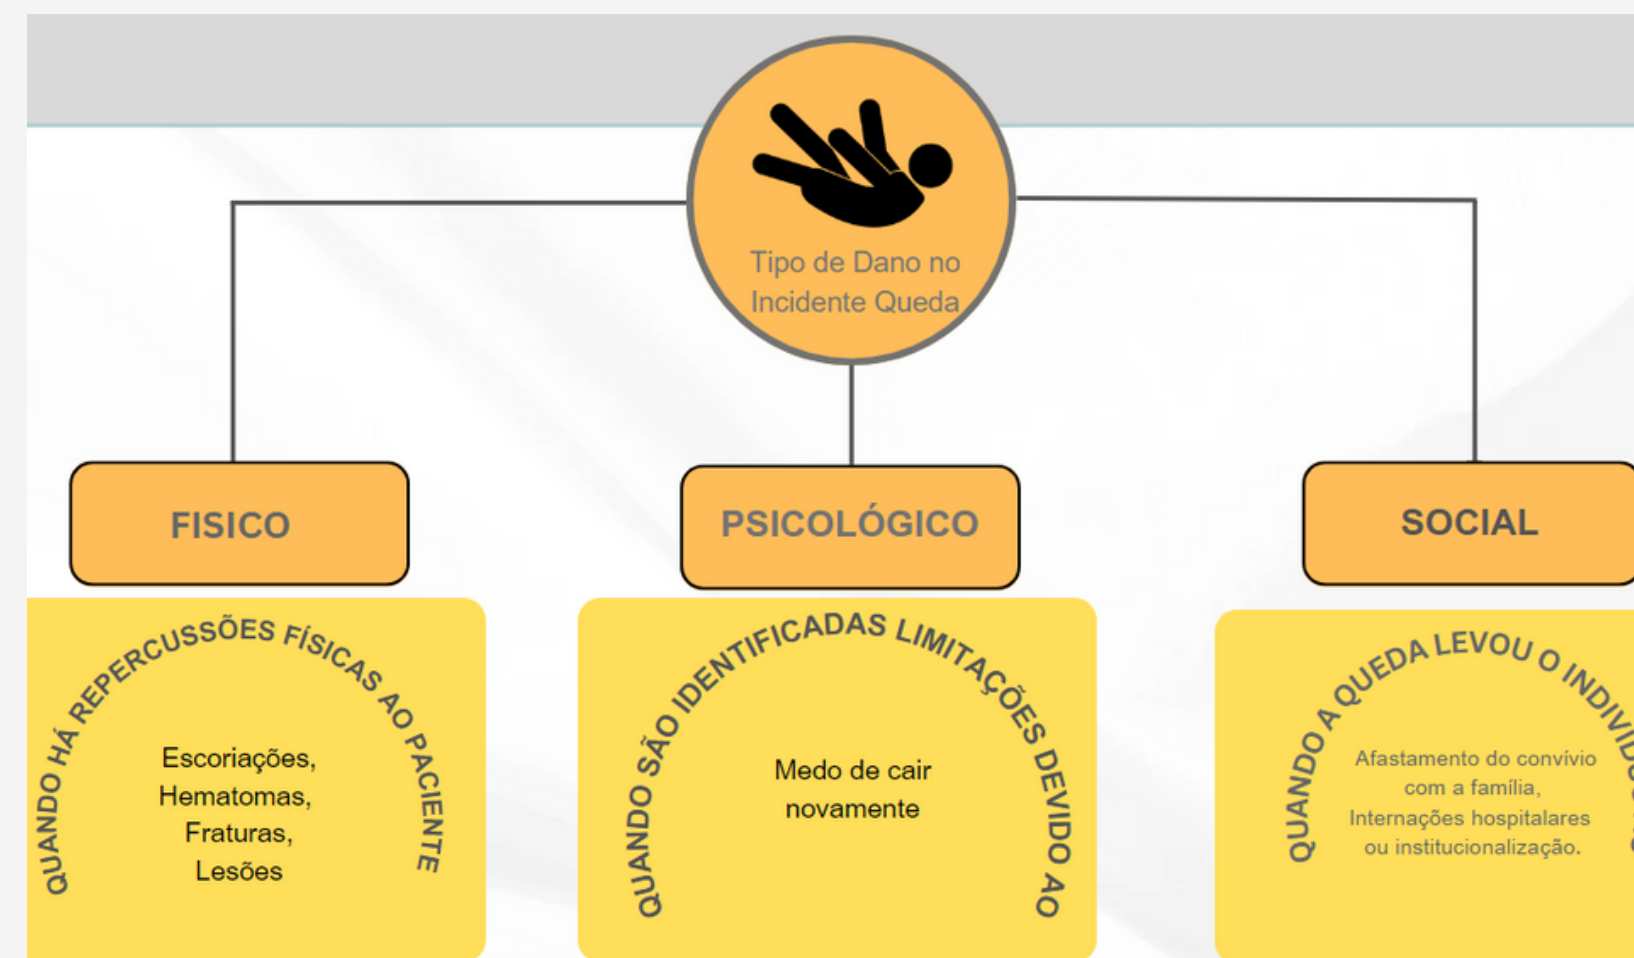 Tipo de Dano no
Incidente Queda
FISICO
PSICOLÓGICO
SOCIAL
QUANDO HÁ REPERCUSSÕES FÍSICAS AO PACIENTE
Escoriações,
Hematomas,
Fraturas,
Lesões
QUANDO SÃO IDENTIFICADAS LIMITAÇÕES DEVIDO AO
Medo de cair
novamente
QUANDO A QUEDA LEVOU O
Afastamento do convívio
com a família,
Internações hospitalares
ou institucionalização.